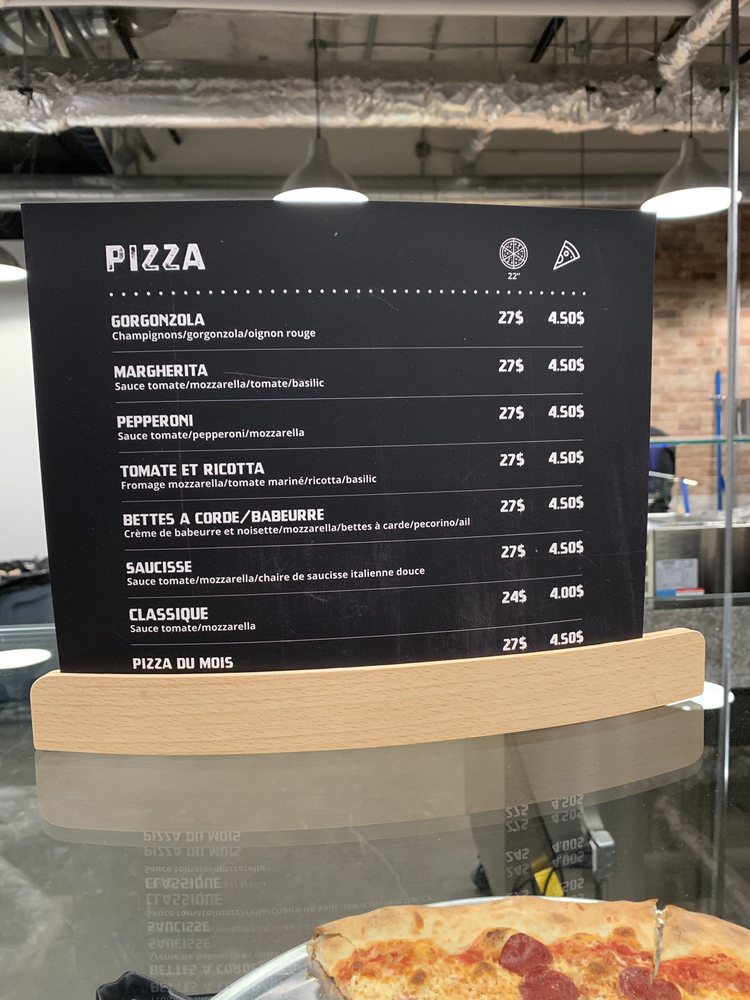 PIZZA
22"
GORGONZOLA 27$ 4.50$
Champignons/gorgonzola/oignon rouge
MARGHERITA 27$ 4.50$
Sauce tomate/mozzarella/tomate/basilic
PEPPERONI 27$ 4.50$
Sauce tomate/pepperoni/mozzarella
TOMATE ET RICOTTA 27$ 4.50$
Fromage mozzarella/tomate mariné/ricotta/basilic
BETTES A CORDE/BABEURRE 27$ 4.50$
Crème de babeurre et noisette/mozzarella/bettes à carde/pecorino/ail
SAUCISSE 27$ 4.50$
Sauce tomate/mozzarella/chaire de saucisse italienne douce
CLASSIQUE 24$ 4.00$
Sauce tomate/mozzarella
PIZZA DU MOIS 27$ 4.50$